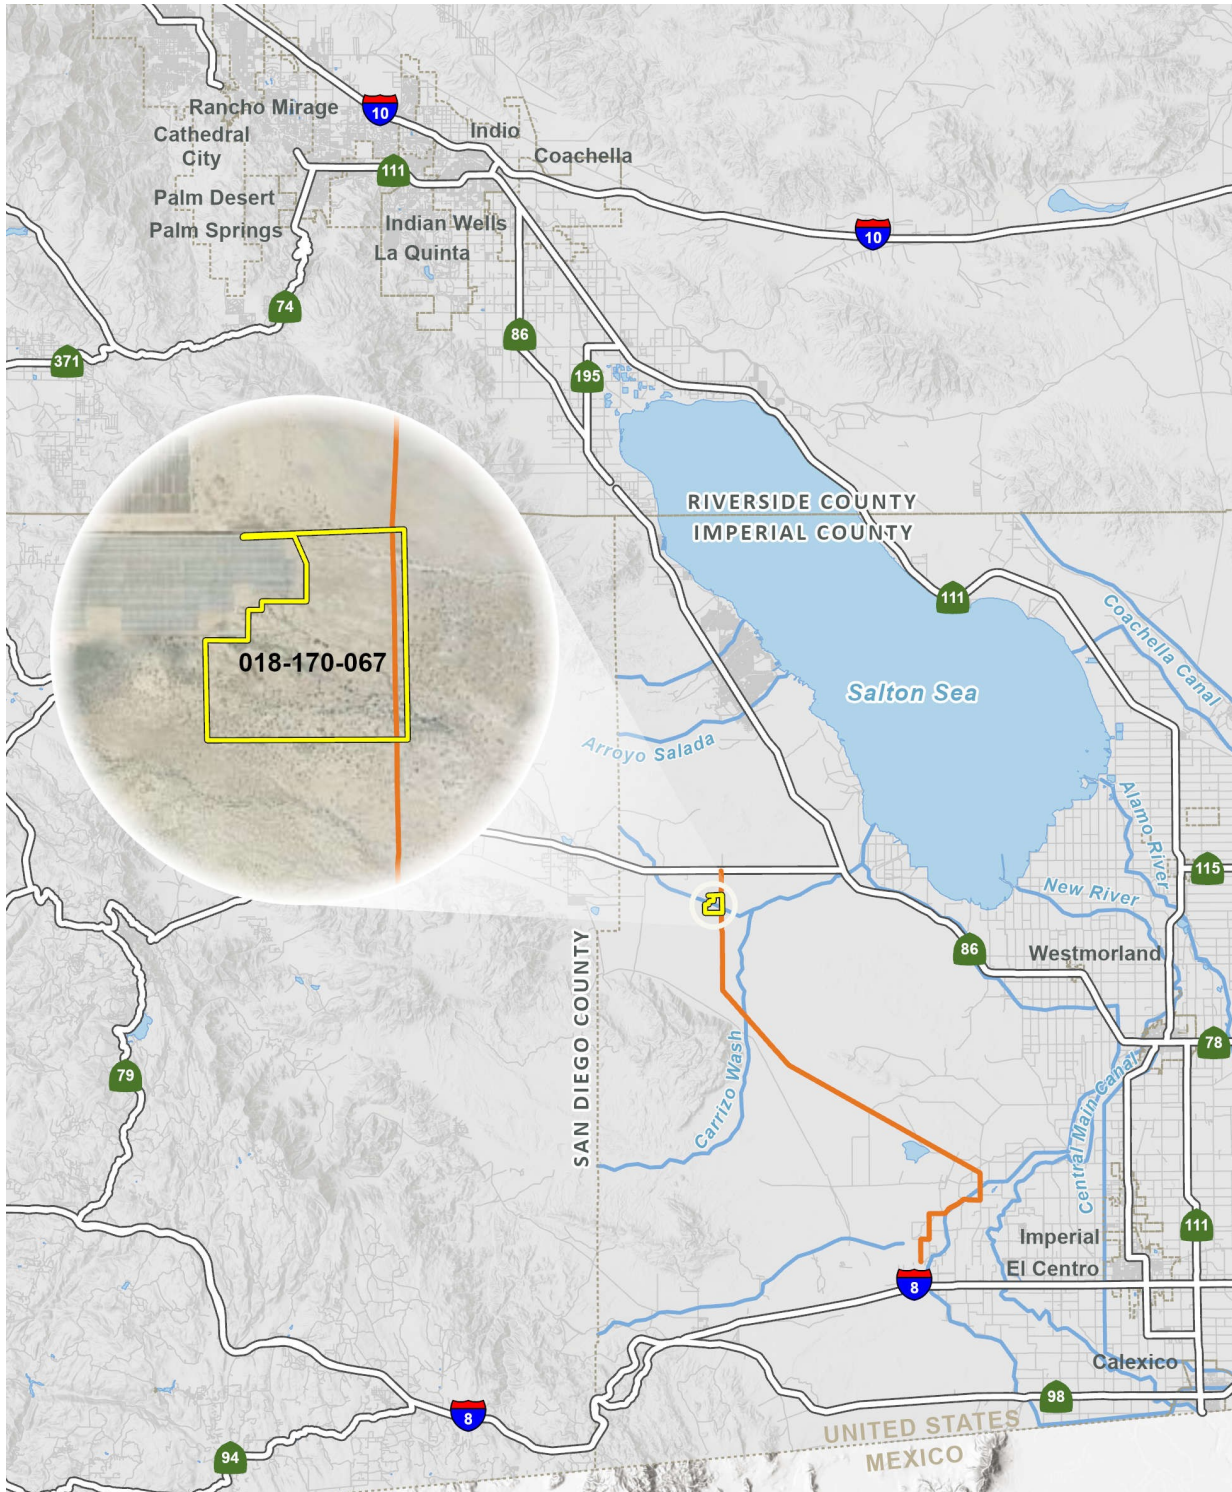 Rancho Mirage
10
Cathedral
City
Indio
Coachella
111
Palm Desert
Palm Springs
Indian Wells
La Quinta
10
74
86
371
195
RIVERSIDE COUNTY
IMPERIAL COUNTY
111
Coachella Canal
018-170-067
Salton Sea
Arroyo Salada
Alamo River
115
New River
86
Westmorland
SAN DIEGO COUNTY
Carrizo Wash
78
79
Central Main Canal
111
Imperial
El Centro
8
Calexico
98
8
UNITED STATES
MEXICO
94